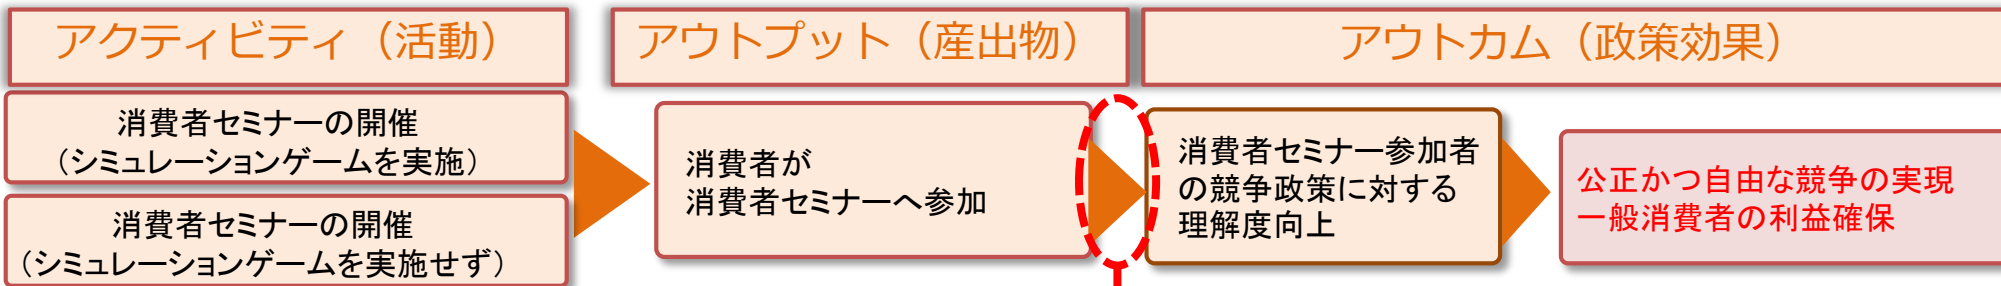 アクティビティ（活動）
アウトプット（産出物）
アウトカム（政策効果）
消費者セミナーの開催
（シミュレーションゲームを実施）
消費者セミナーの開催
（シミュレーションゲームを実施せず）
消費者が
消費者セミナーへ参加
消費者セミナー参加者
の競争政策に対する
理解度向上
公正かつ自由な競争の実現
一般消費者の利益確保